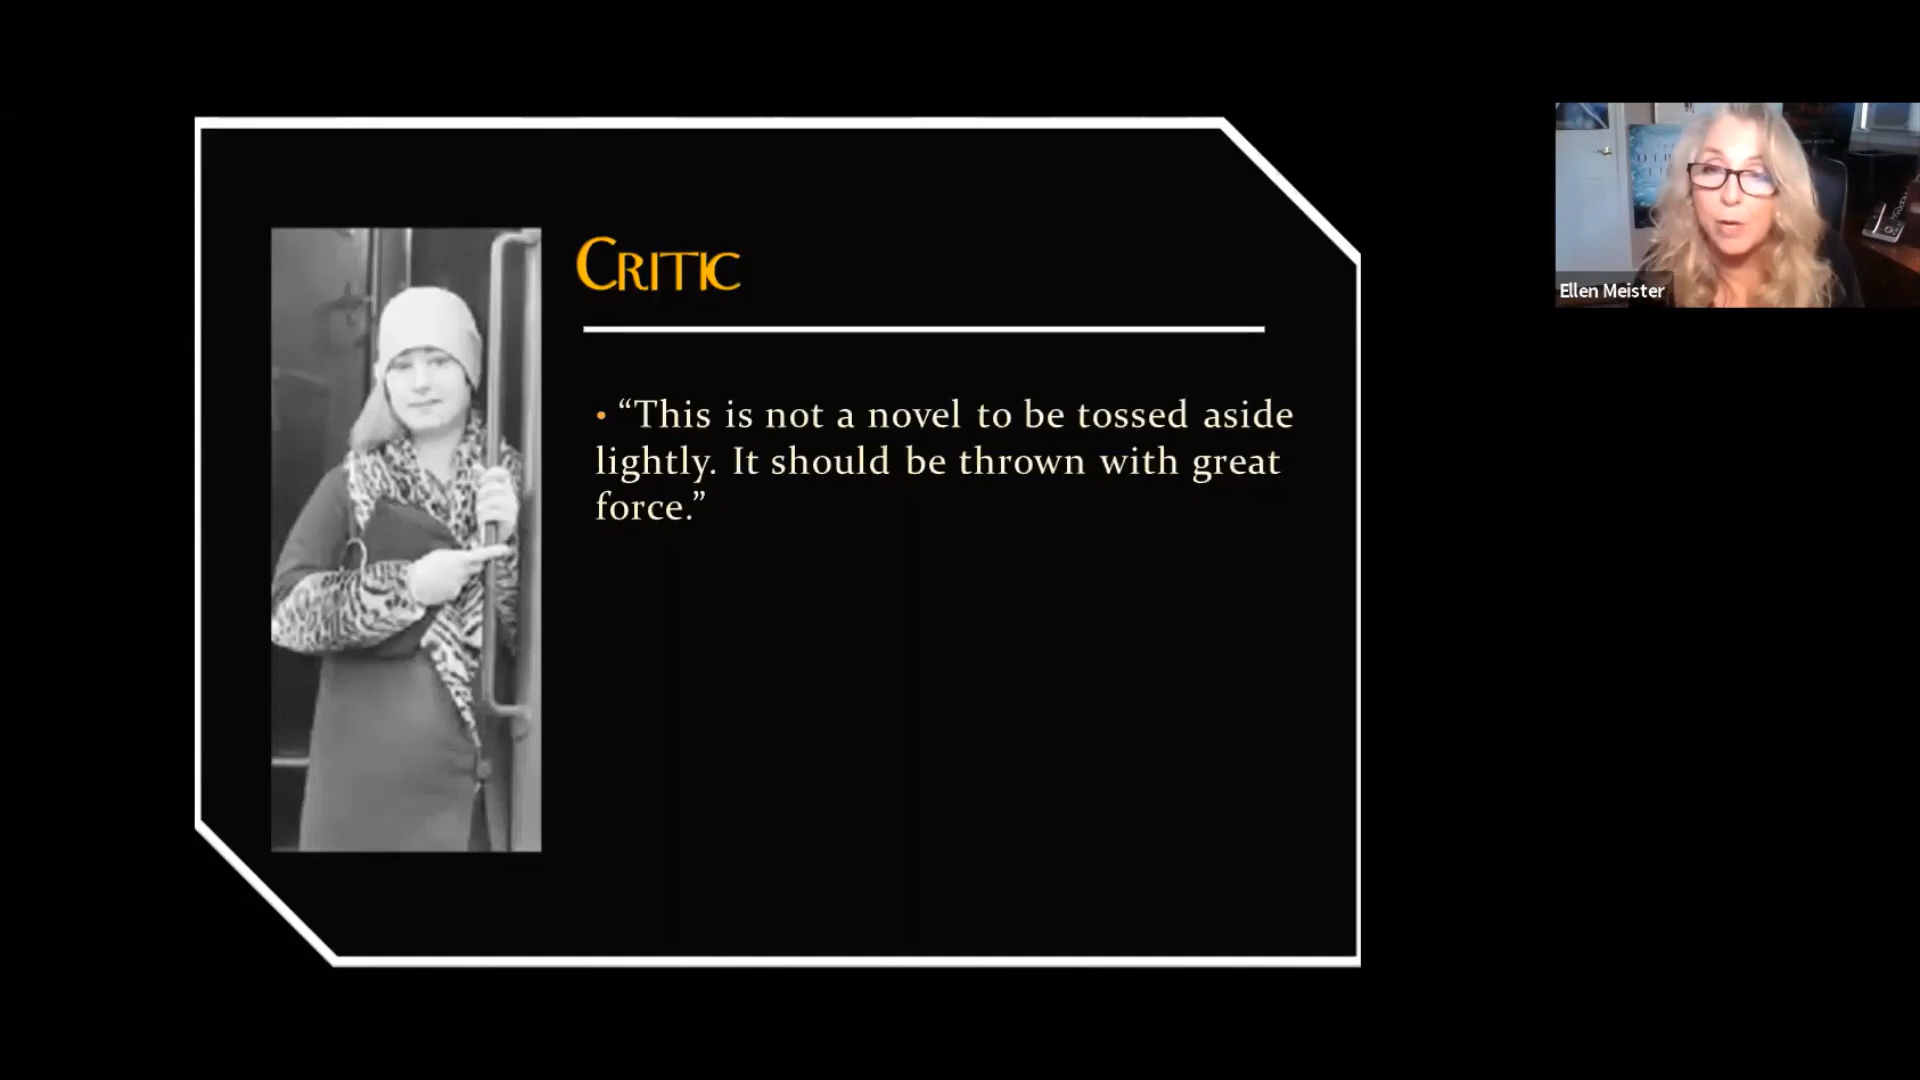 CRITIC
• “This is not a novel to be tossed aside
lightly. It should be thrown with great
force.”
Ellen Meister